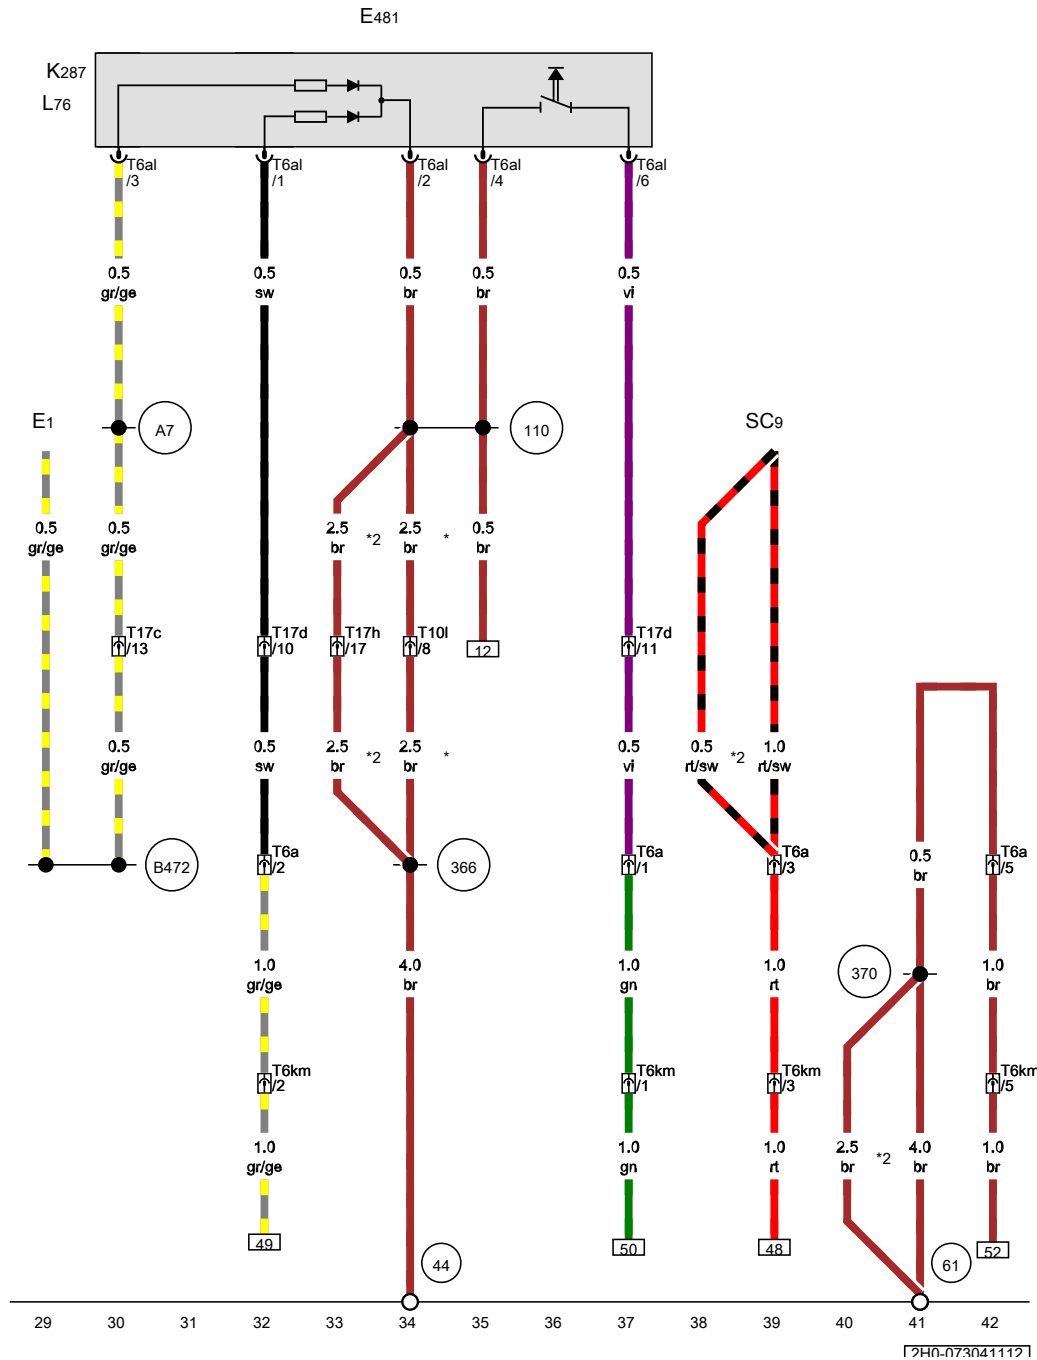 E481
K287
L76
T6al
/3
T6al
/1
T6al
/2
T6al
/4
T6al
/6
0.5
gr/ge
0.5
sw
0.5
br
0.5
br
0.5
vi
E1
A7
110
SC9
0.5
gr/ge
0.5
gr/ge
2.5
br
*2
2.5
br
*
0.5
br
T17c
/13
T17d
/10
T17h
/17
T10l
/8
12
T17d
/11
0.5
gr/ge
0.5
sw
2.5
br
*2
2.5
br
*
0.5
vi
0.5
rt/sw
*2
1.0
rt/sw
B472
T6a
/2
366
T6a
/1
T6a
/3
0.5
br
T6a
/5
1.0
gr/ge
4.0
br
1.0
gn
1.0
rt
370
1.0
br
T6km
/2
T6km
/1
T6km
/3
T6km
/5
1.0
gr/ge
1.0
gn
1.0
rt
2.5
br
*2
4.0
br
1.0
br
49
44
50
48
61
52
29 30 31 32 33 34 35 36 37 38 39 40 41 42
2H0-073041112